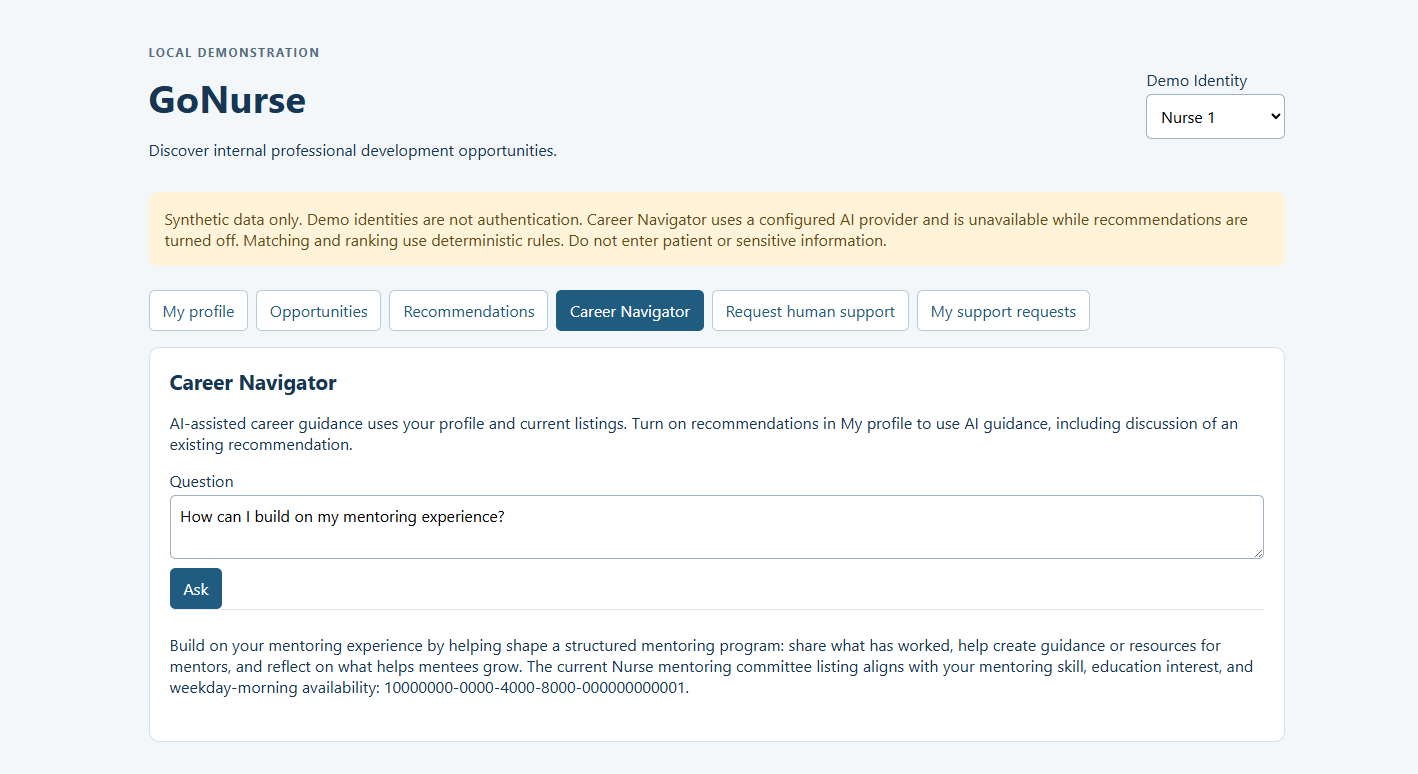 LOCAL DEMONSTRATION
GoNurse
Discover internal professional development opportunities.
Demo Identity
Nurse 1
Synthetic data only. Demo identities are not authentication. Career Navigator uses a configured AI provider and is unavailable while recommendations are
turned off. Matching and ranking use deterministic rules. Do not enter patient or sensitive information.
My profile
Opportunities
Recommendations
Career Navigator
Request human support
My support requests
Career Navigator
AI-assisted career guidance uses your profile and current listings. Turn on recommendations in My profile to use AI guidance, including discussion of an
existing recommendation.
Question
How can I build on my mentoring experience?
Ask
Build on your mentoring experience by helping shape a structured mentoring program: share what has worked, help create guidance or resources for
mentors, and reflect on what helps mentees grow. The current Nurse mentoring committee listing aligns with your mentoring skill, education interest, and
weekday-morning availability: 10000000-0000-4000-8000-000000000001.